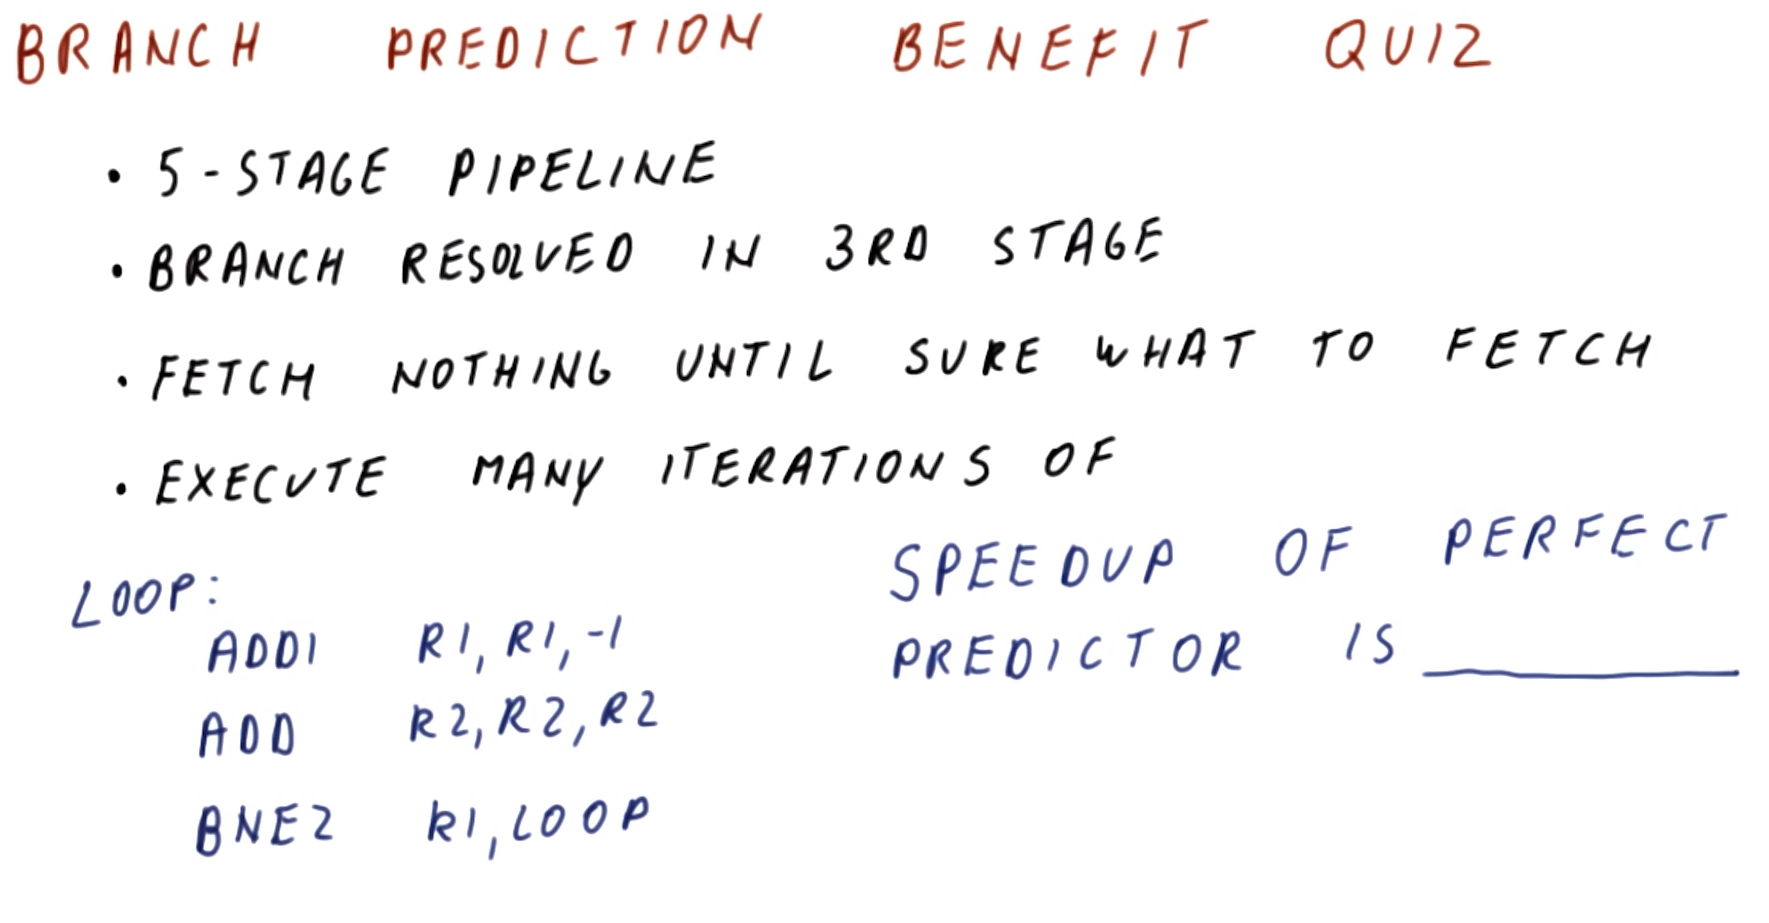 BRANCH PREDICTION BENEFIT QUIZ
• 5-STAGE PIPELINE
• BRANCH RESOLVED IN 3RD STAGE
• FETCH NOTHING UNTIL SURE WHAT TO FETCH
• EXECUTE MANY ITERATIONS OF
LOOP:
ADDI R1, R1, -1
ADD R2, R2, R2
BNEZ R1, LOOP
SPEEDUP OF PERFECT
PREDICTOR IS ______